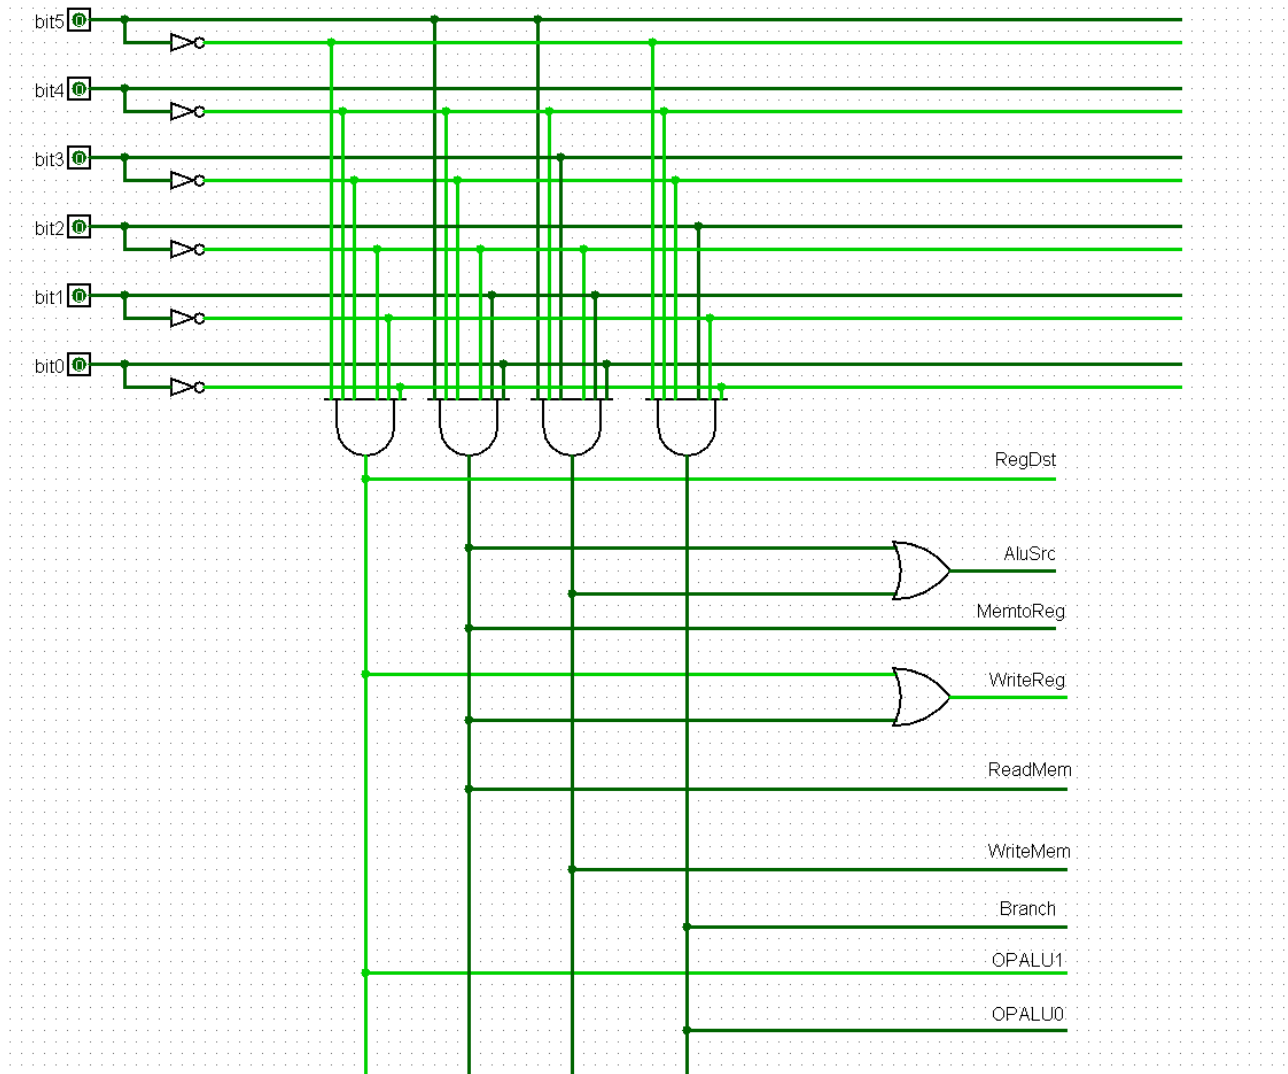 bit5
0
bit4
0
bit3
0
bit2
0
bit1
0
bit0
0
RegDst
AluSrc
MemtoReg
WriteReg
ReadMem
WriteMem
Branch
OPALU1
OPALU0